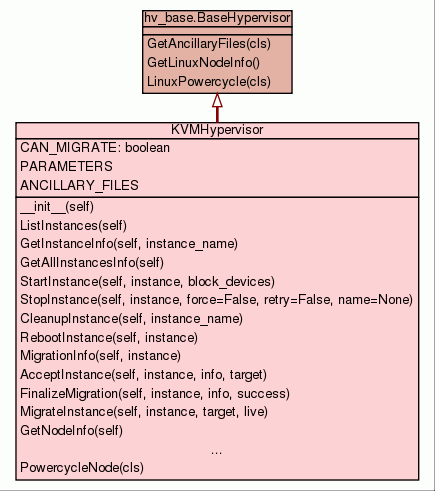 hv_base.BaseHypervisor
GetAncillaryFiles(cls)
GetLinuxNodeInfo()
LinuxPowercycle(cls)
KVMHypervisor
CAN_MIGRATE: boolean
PARAMETERS
ANCILLARY_FILES
__init__(self)
ListInstances(self)
GetInstanceInfo(self, instance_name)
GetAllInstancesInfo(self)
StartInstance(self, instance, block_devices)
StopInstance(self, instance, force=False, retry=False, name=None)
CleanupInstance(self, instance_name)
RebootInstance(self, instance)
MigrationInfo(self, instance)
AcceptInstance(self, instance, info, target)
FinalizeMigration(self, instance, info, success)
MigrateInstance(self, instance, target, live)
GetNodeInfo(self)
...
PowercycleNode(cls)